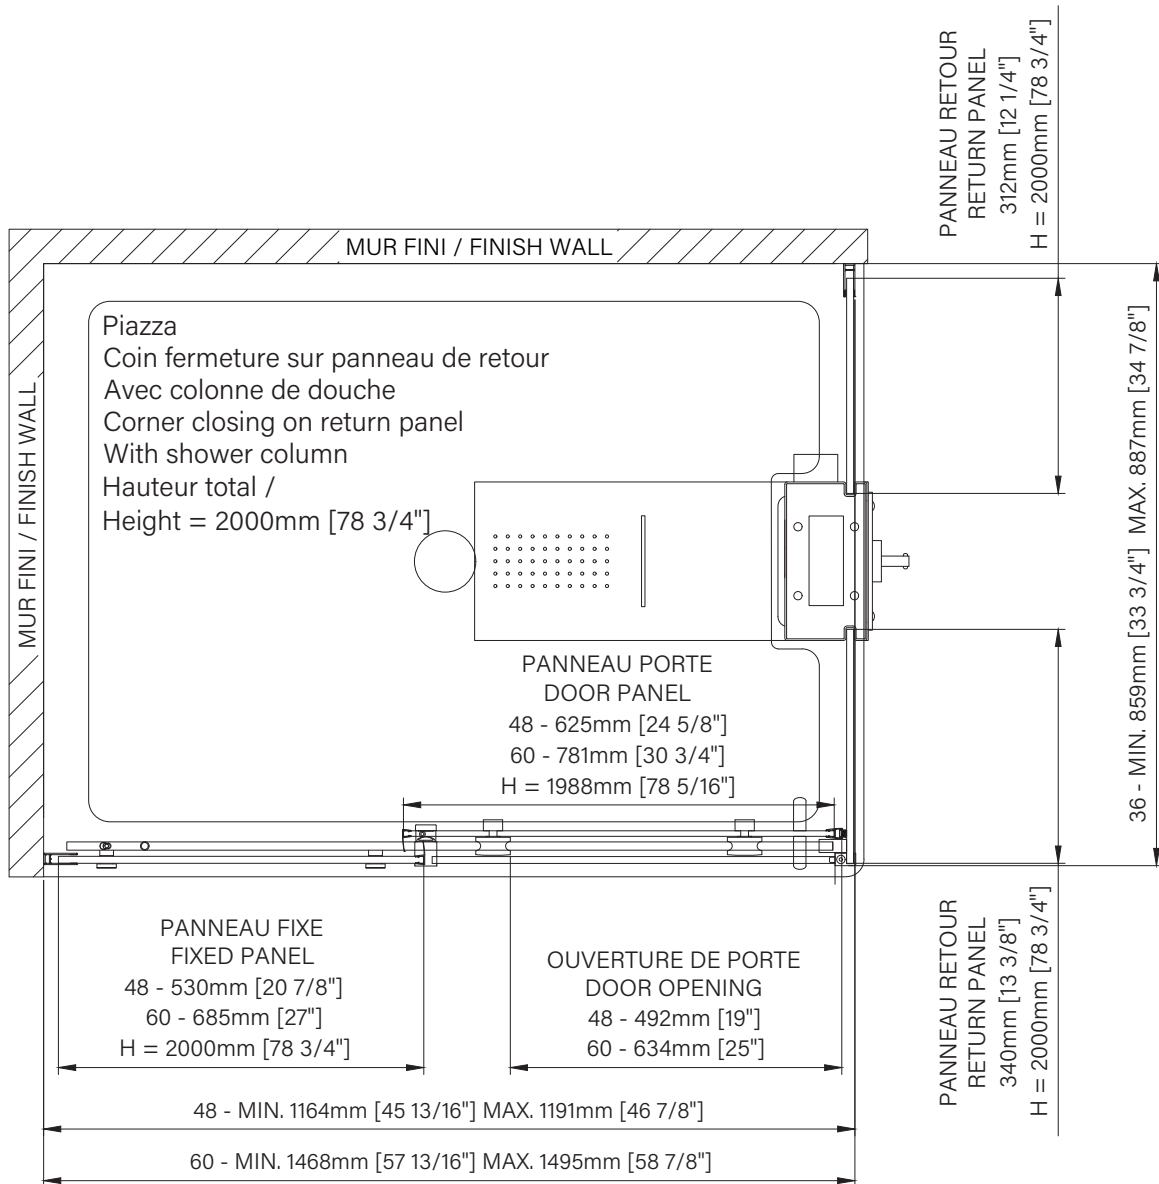 PANNEAU RETOUR
RETURN PANEL
312mm [12 1/4"]
H = 2000mm [78 3/4"]
MUR FINI / FINISH WALL
MUR FINI / FINISH WALL
Piazza
Coin fermeture sur panneau de retour
Avec colonne de douche
Corner closing on return panel
With shower column
Hauteur total /
Height = 2000mm [78 3/4"]
36 - MIN. 859mm [33 3/4"] MAX. 887mm [34 7/8"]
PANNEAU PORTE
DOOR PANEL
48 - 625mm [24 5/8"]
60 - 781mm [30 3/4"]
H = 1988mm [78 5/16"]
PANNEAU FIXE
FIXED PANEL
48 - 530mm [20 7/8"]
60 - 685mm [27"]
H = 2000mm [78 3/4"]
OUVERTURE DE PORTE
DOOR OPENING
48 - 492mm [19"]
60 - 634mm [25"]
PANNEAU RETOUR
RETURN PANEL
340mm [13 3/8"]
H = 2000mm [78 3/4"]
48 - MIN. 1164mm [45 13/16"] MAX. 1191mm [46 7/8"]
60 - MIN. 1468mm [57 13/16"] MAX. 1495mm [58 7/8"]